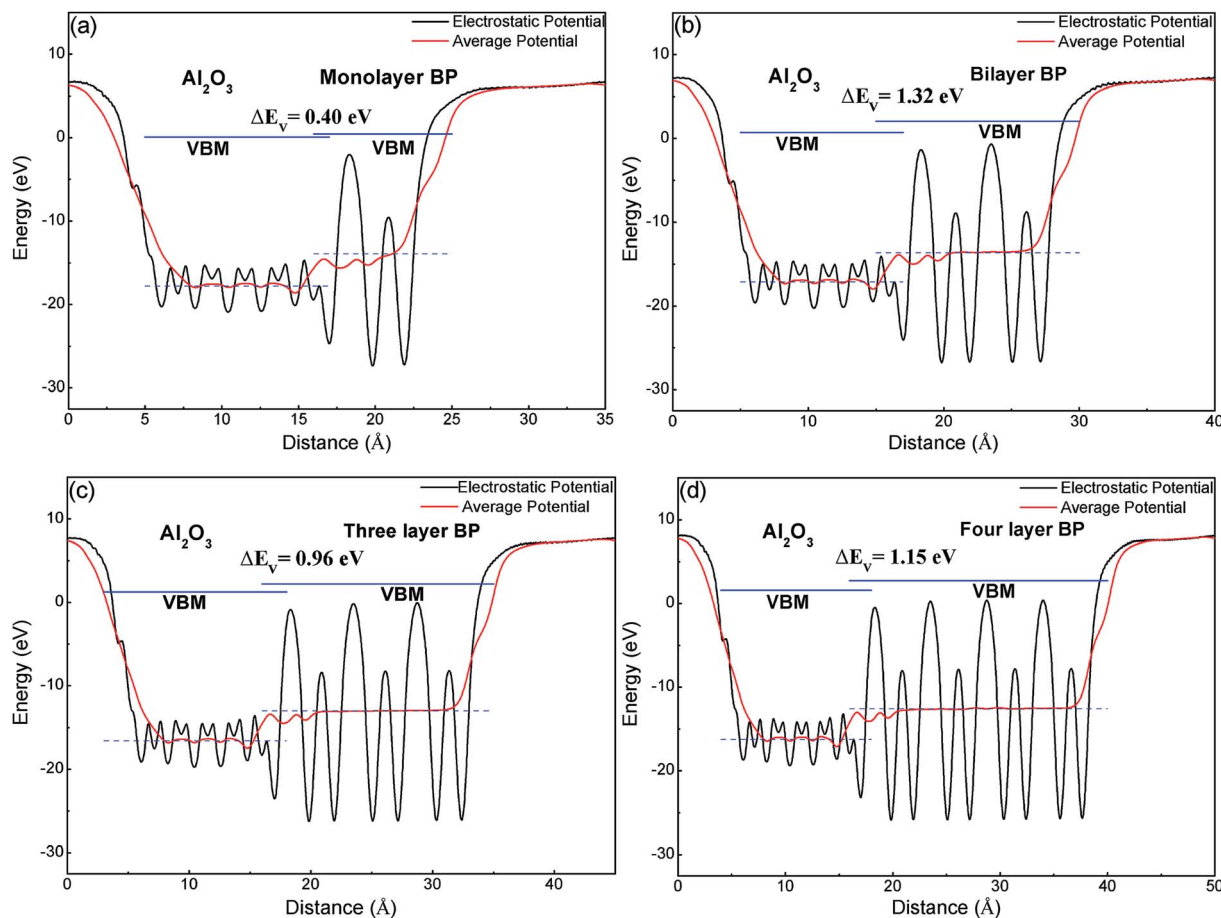 (a)
Electrostatic Potential
Average Potential
Al₂O₃
Monolayer BP
ΔEᵥ= 0.40 eV
VBM
VBM
Energy (eV)
10
0
-10
-20
-30
0 5 10 15 20 25 30 35
Distance (Å)
(b)
Electrostatic Potential
Average Potential
Al₂O₃
Bilayer BP
ΔEᵥ= 1.32 eV
VBM
VBM
Energy (eV)
10
0
-10
-20
-30
0 10 20 30 40
Distance (Å)
(c)
Electrostatic Potential
Average Potential
Al₂O₃
Three layer BP
ΔEᵥ= 0.96 eV
VBM
VBM
Energy (eV)
10
0
-10
-20
-30
0 10 20 30 40
Distance (Å)
(d)
Electrostatic Potential
Average Potential
Al₂O₃
Four layer BP
ΔEᵥ= 1.15 eV
VBM
VBM
Energy (eV)
10
0
-10
-20
-30
0 10 20 30 40 50
Distance (Å)